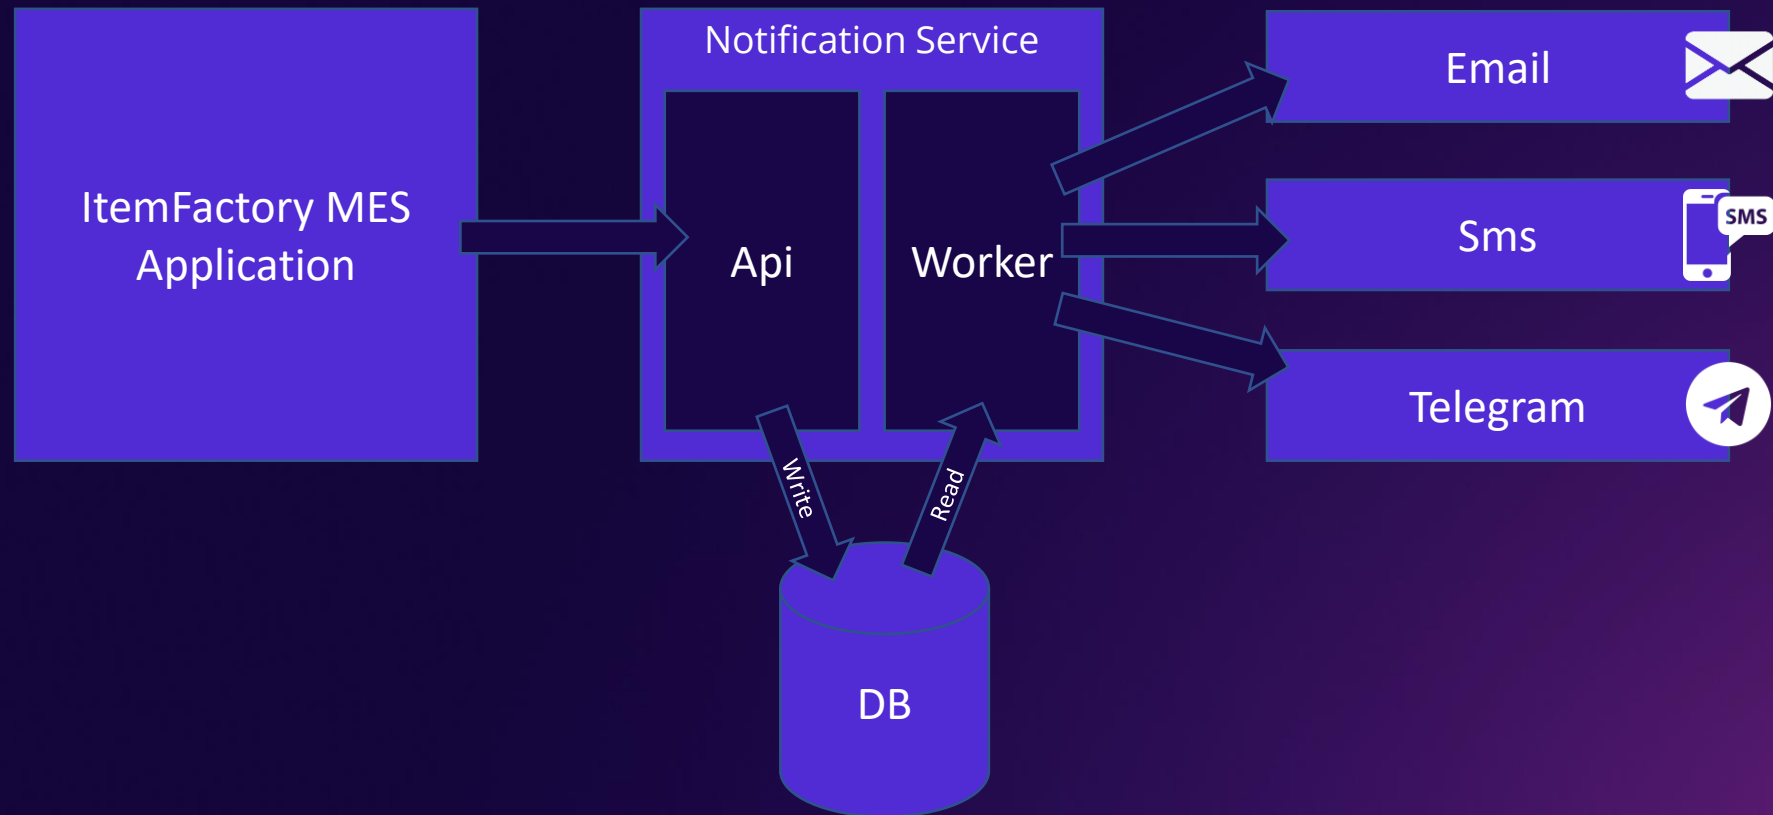 Notification Service
ItemFactory MES
Application
Api
Worker
Email
Sms
SMS
Telegram
Write
Read
DB